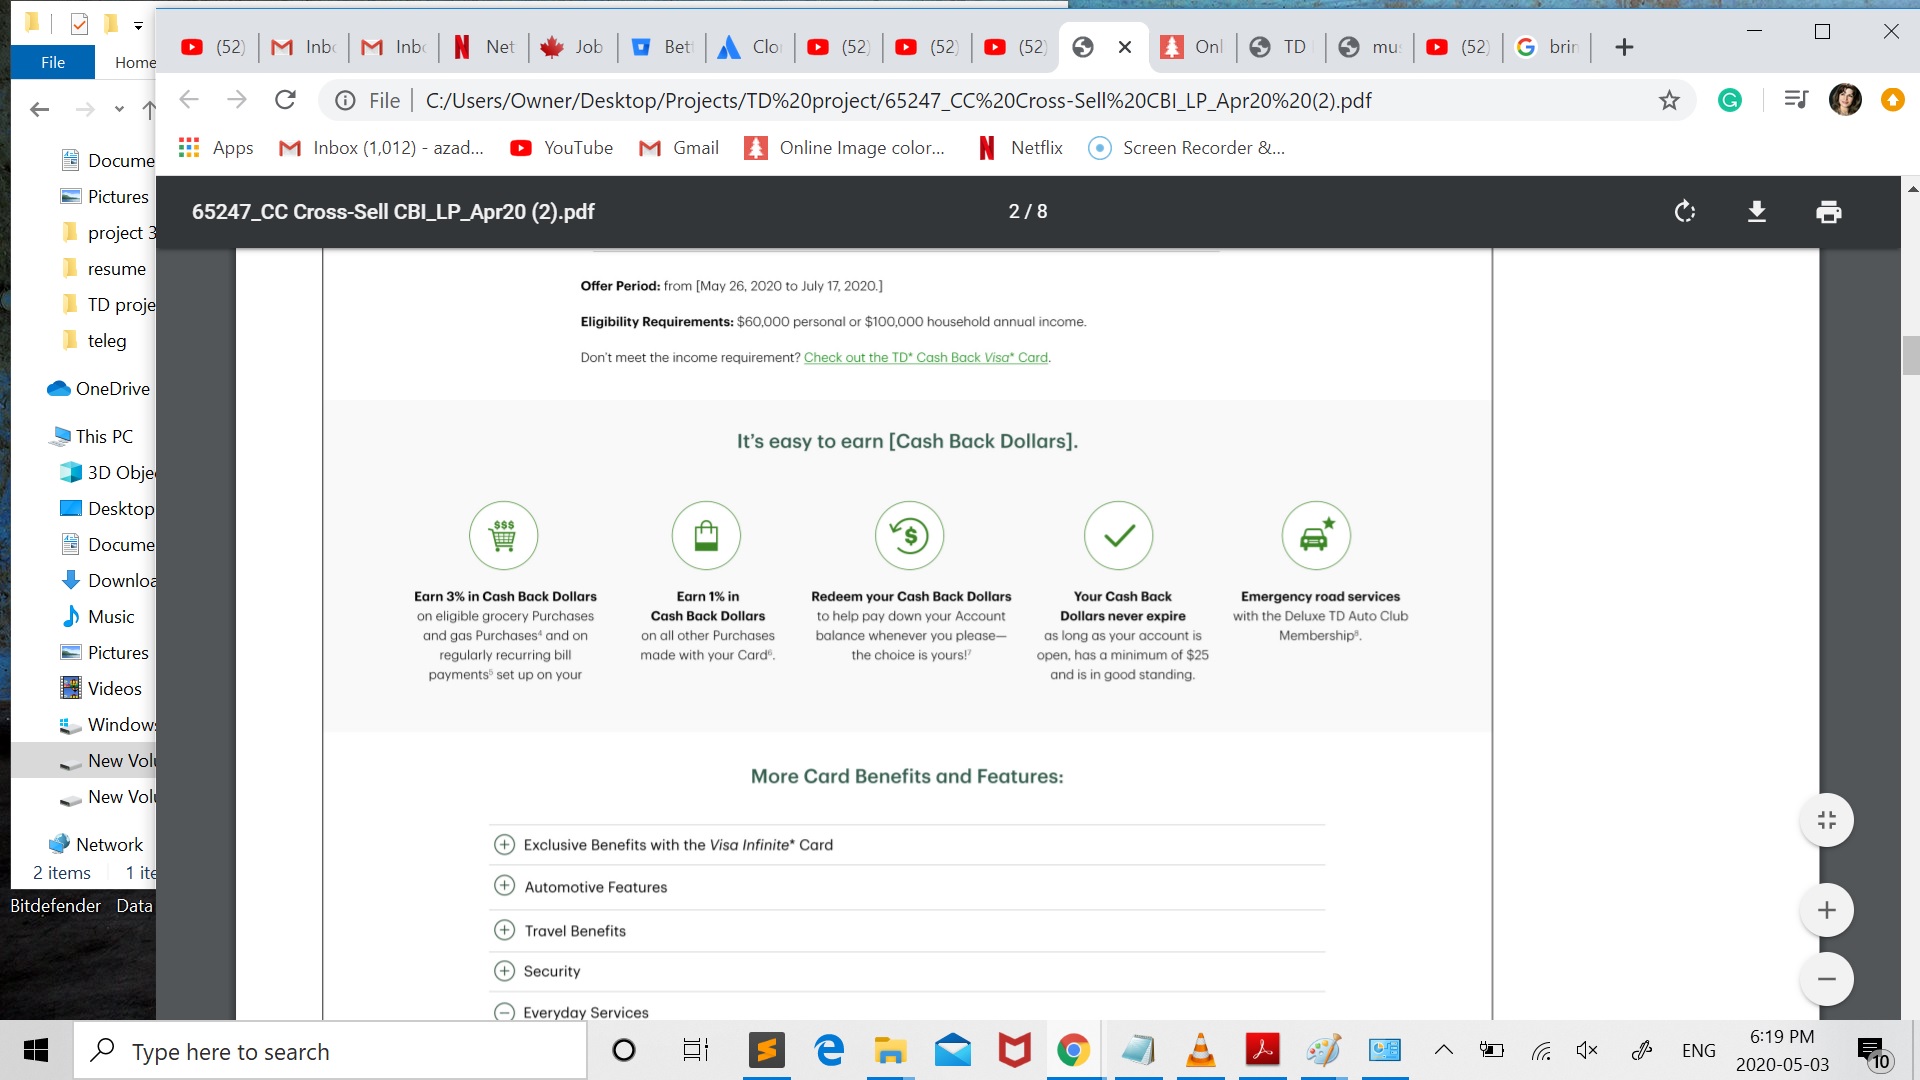 File
Home
Docume
Pictures
project 3
resume
TD proje
teleg
OneDrive
This PC
3D Obje
Desktop
Docume
Downloa
Music
Pictures
Videos
Windows
New Volu
New Volu
Network
2 items
1 ite
Bitdefender
Data
(52)
Inbo
Inbo
Net
Job
Bet
Clo
(52)
(52)
(52)
Onl
TD
mus
(52)
brin
File
C:/Users/Owner/Desktop/Projects/TD%20project/65247_CC%20Cross-Sell%20CBI_LP_Apr20%20(2).pdf
Apps
Inbox (1,012) - azad...
YouTube
Gmail
Online Image color...
Netflix
Screen Recorder &...
65247_CC Cross-Sell CBI_LP_Apr20 (2).pdf
2 / 8
Offer Period: from [May 26, 2020 to July 17, 2020.]
Eligibility Requirements: $60,000 personal or $100,000 household annual income.
Don't meet the income requirement? Check out the TD* Cash Back Visa* Card.
It's easy to earn [Cash Back Dollars].
$$$
$
Earn 3% in Cash Back Dollars
on eligible grocery Purchases
and gas Purchases⁴ and on
regularly recurring bill
payments⁵ set up on your
Earn 1% in
Cash Back Dollars
on all other Purchases
made with your Card⁶.
Redeem your Cash Back Dollars
to help pay down your Account
balance whenever you please—
the choice is yours!⁷
Your Cash Back
Dollars never expire
as long as your account is
open, has a minimum of $25
and is in good standing.
Emergency road services
with the Deluxe TD Auto Club
Membership⁸.
More Card Benefits and Features:
Exclusive Benefits with the Visa Infinite* Card
Automotive Features
Travel Benefits
Security
Everyday Services
Type here to search
ENG
6:19 PM
2020-05-03
10